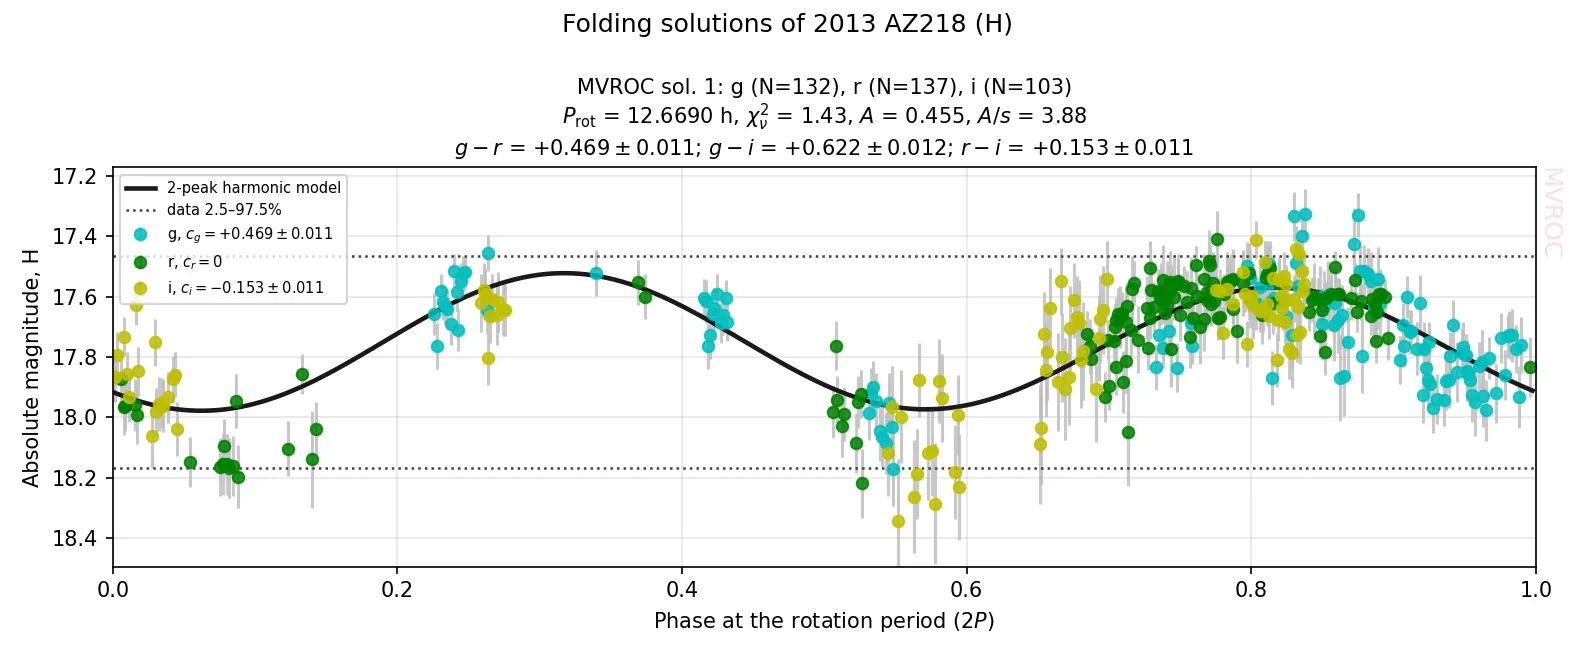 Folding solutions of 2013 AZ218 (H)
MVROC sol. 1: g (N=132), r (N=137), i (N=103)
P_rot = 12.6690 h, χ²_ν = 1.43, A = 0.455, A/s = 3.88
g − r = +0.469 ± 0.011; g − i = +0.622 ± 0.012; r − i = +0.153 ± 0.011
MVROC
2-peak harmonic model
data 2.5–97.5%
g, c_g = +0.469 ± 0.011
r, c_r = 0
i, c_i = −0.153 ± 0.011
Absolute magnitude, H
17.2
17.4
17.6
17.8
18.0
18.2
18.4
0.0 0.2 0.4 0.6 0.8 1.0
Phase at the rotation period (2P)